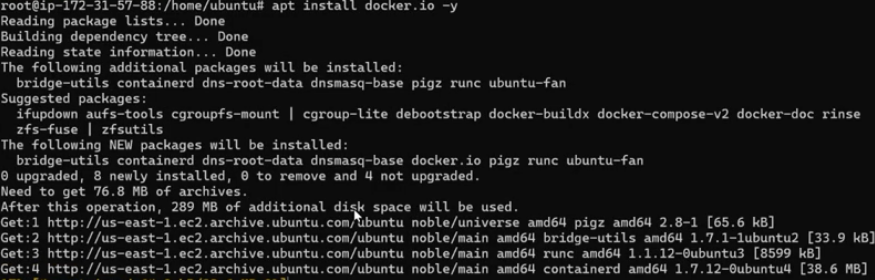 root@ip-172-31-57-88:/home/ubuntu# apt install docker.io -y
Reading package lists... Done
Building dependency tree... Done
Reading state information... Done
The following additional packages will be installed:
  bridge-utils containerd dns-root-data dnsmasq-base pigz runc ubuntu-fan
Suggested packages:
  ifupdown aufs-tools cgroupfs-mount | cgroup-lite debootstrap docker-buildx docker-compose-v2 docker-doc rinse
  zfs-fuse | zfsutils
The following NEW packages will be installed:
  bridge-utils containerd dns-root-data dnsmasq-base docker.io pigz runc ubuntu-fan
0 upgraded, 8 newly installed, 0 to remove and 4 not upgraded.
Need to get 76.8 MB of archives.
After this operation, 289 MB of additional disk space will be used.
Get:1 http://us-east-1.ec2.archive.ubuntu.com/ubuntu noble/universe amd64 pigz amd64 2.8-1 [65.6 kB]
Get:2 http://us-east-1.ec2.archive.ubuntu.com/ubuntu noble/main amd64 bridge-utils amd64 1.7.1-1ubuntu2 [33.9 kB]
Get:3 http://us-east-1.ec2.archive.ubuntu.com/ubuntu noble/main amd64 runc amd64 1.1.12-0ubuntu3 [8599 kB]
Get:4 http://us-east-1.ec2.archive.ubuntu.com/ubuntu noble/main amd64 containerd amd64 1.7.12-0ubuntu4 [38.6 MB]